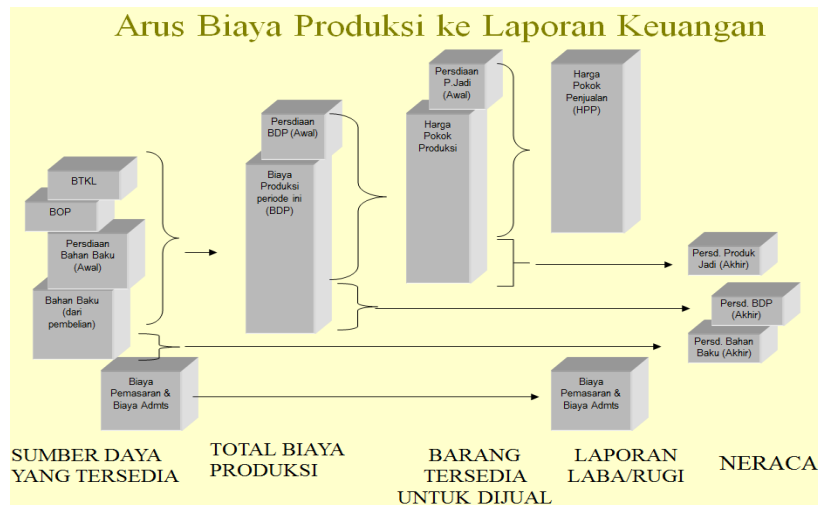 Arus Biaya Produksi ke Laporan Keuangan
BTKL
BOP
Persdiaan
Bahan Baku
(Awal)
Bahan Baku
(dari
pembelian)
Biaya
Pemasaran &
Biaya Admts
Persdiaan
BDP (Awal)
Biaya
Produksi
periode ini
(BDP)
Persdiaan
P.Jadi
(Awal)
Harga
Pokok
Produksi
Harga
Pokok
Penjualan
(HPP)
Biaya
Pemasaran &
Biaya Admts
Persd. Produk
Jadi (Akhir)
Persd. BDP
(Akhir)
Persd. Bahan
Baku (Akhir)
SUMBER DAYA
YANG TERSEDIA
TOTAL BIAYA
PRODUKSI
BARANG
TERSEDIA
UNTUK DIJUAL
LAPORAN
LABA/RUGI
NERACA